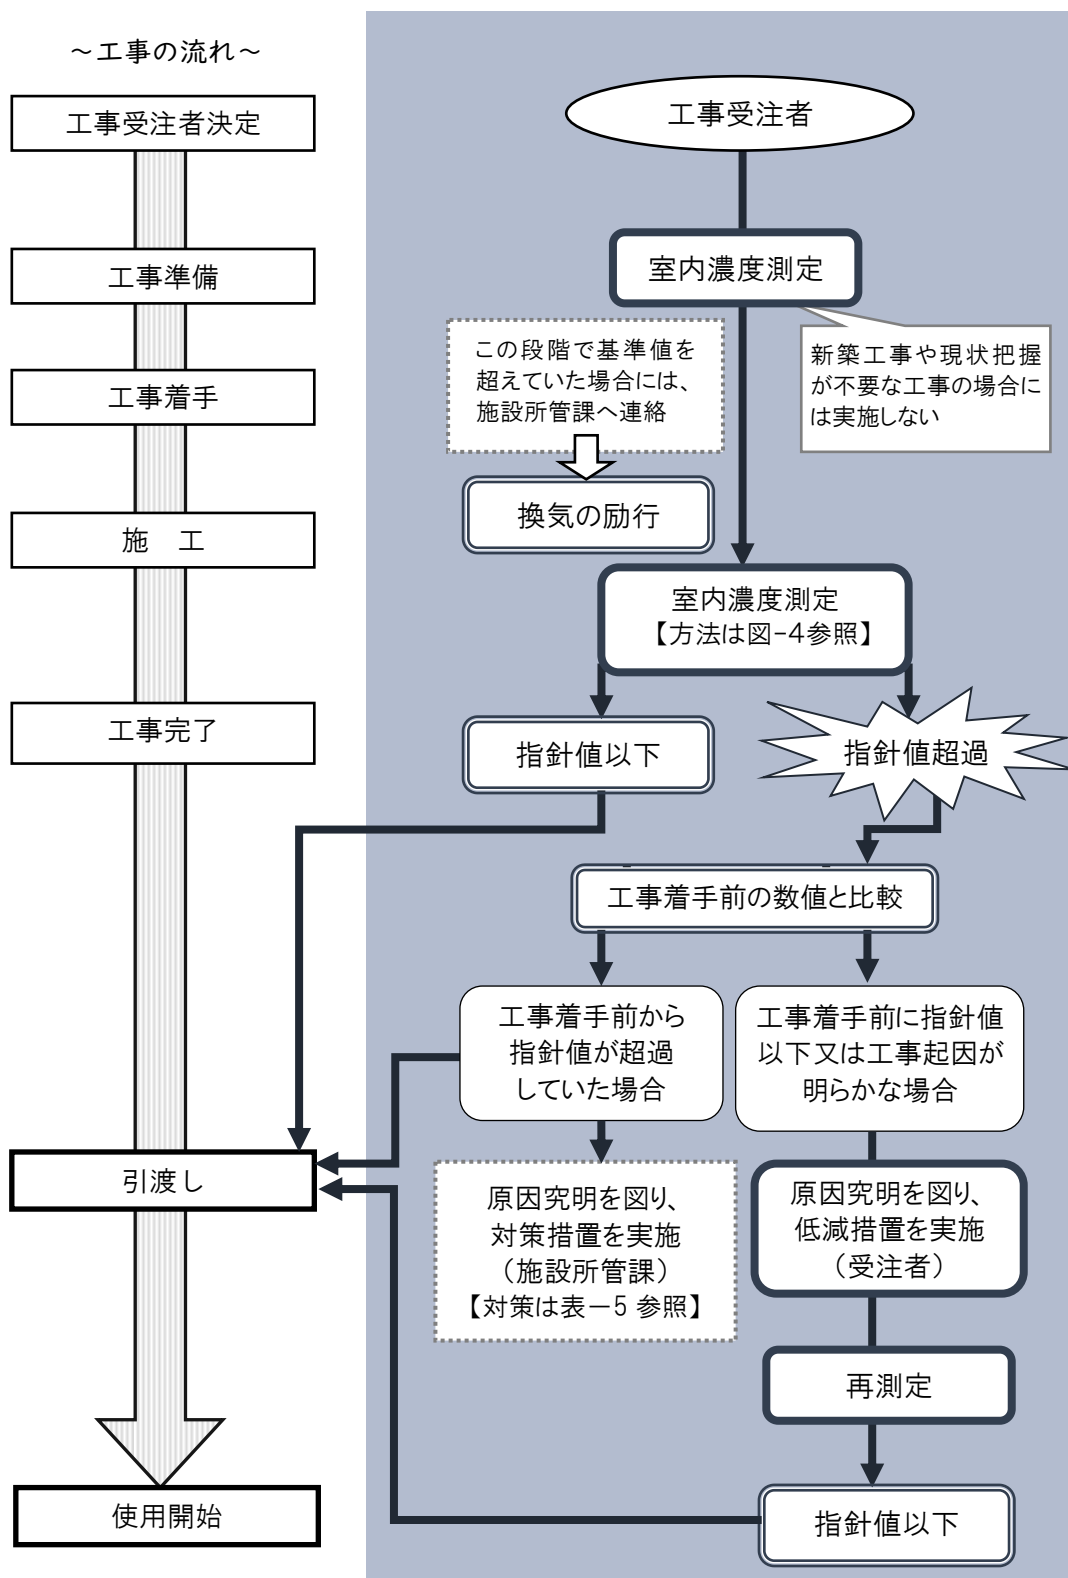 ～工事の流れ～
工事受注者決定
工事準備
工事着手
施　工
工事完了
引渡し
使用開始
工事受注者
室内濃度測定
この段階で基準値を
超えていた場合には、
施設所管課へ連絡
新築工事や現状把握
が不要な工事の場合に
は実施しない
換気の励行
室内濃度測定
【方法は図-4参照】
指針値以下
指針値超過
工事着手前の数値と比較
工事着手前から
指針値が超過
していた場合
工事着手前に指針値
以下又は工事起因が
明らかな場合
原因究明を図り、
対策措置を実施
（施設所管課）
【対策は表－5 参照】
原因究明を図り、
低減措置を実施
（受注者）
再測定
指針値以下